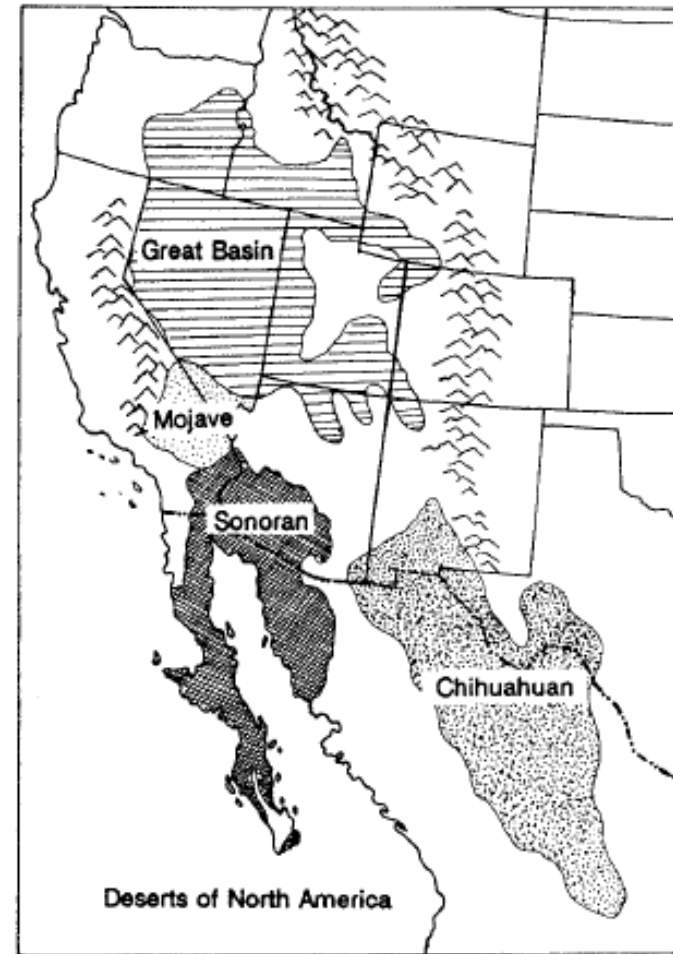 Great Basin
Mojave
Sonoran
Chihuahuan
Deserts of North America